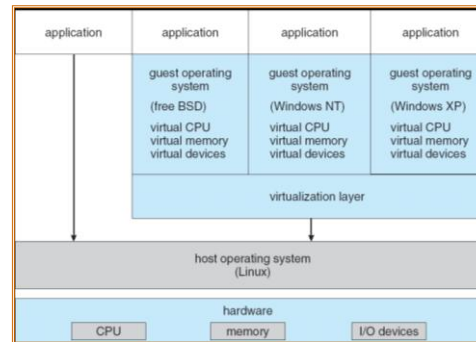 application
application
application
application
guest operating system
(free BSD)
virtual CPU
virtual memory
virtual devices
guest operating system
(Windows NT)
virtual CPU
virtual memory
virtual devices
guest operating system
(Windows XP)
virtual CPU
virtual memory
virtual devices
virtualization layer
host operating system
(Linux)
hardware
CPU
memory
I/O devices